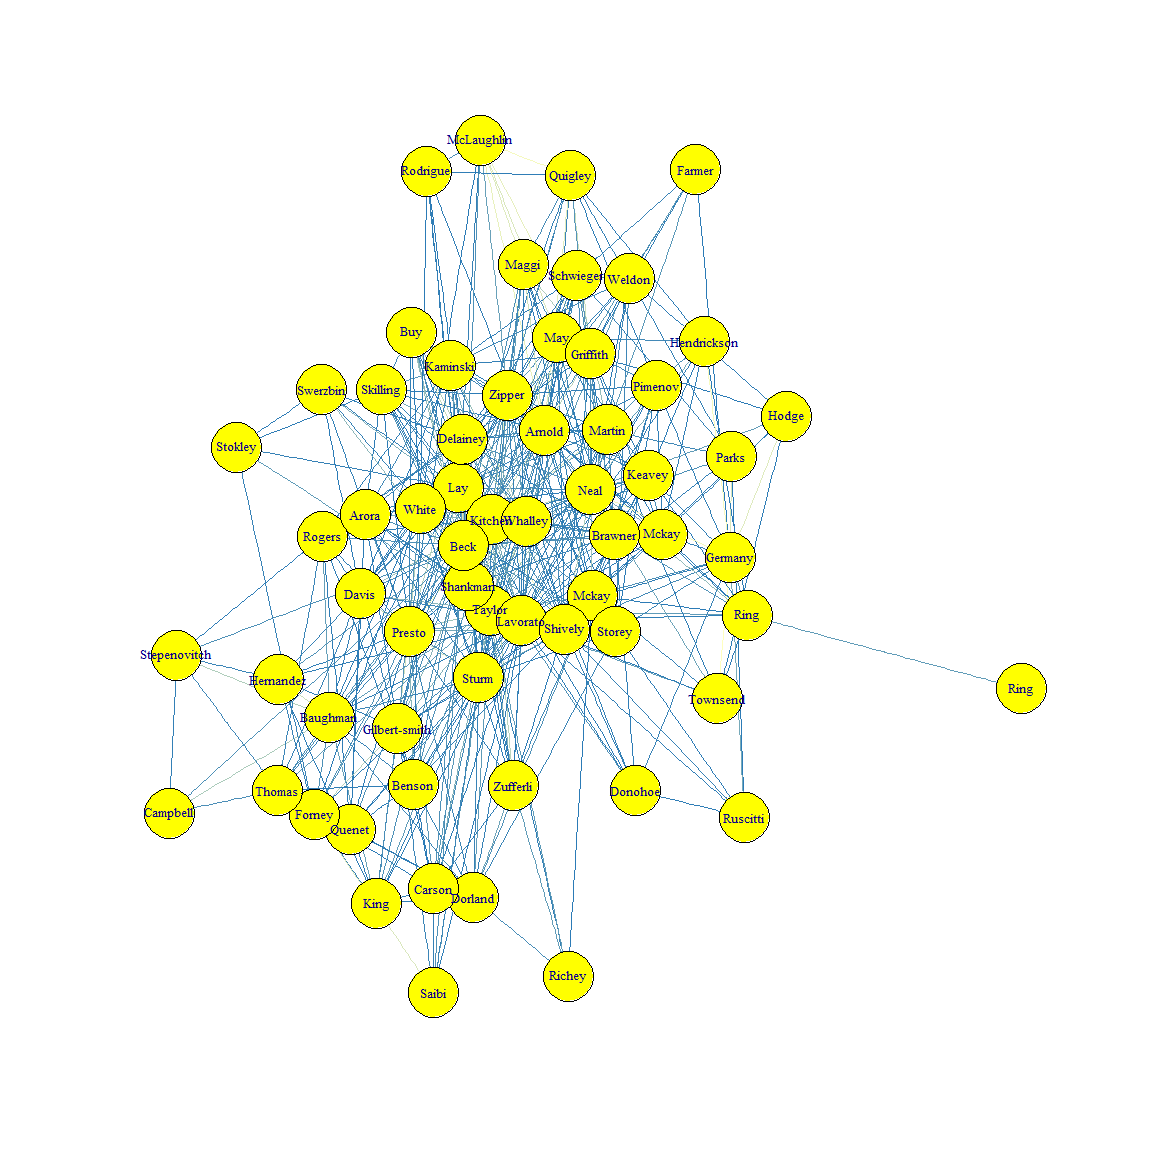 McLaughlin
Rodrigue
Quigley
Farmer
Maggi
Schwieger
Weldon
Buy
May
Griffith
Hendrickson
Kaminski
Swerzbin
Skilling
Zipper
Pimenov
Hodge
Stokley
Delainey
Arnold
Martin
Parks
Lay
Neal
Keavey
Arora
White
Kitchen
Whalley
Rogers
Beck
Brawner
Mckay
Germany
Davis
Shankman
Mckay
Taylor
Lavorato
Shively
Storey
Ring
Presto
Stepenovitch
Hernandez
Sturm
Townsend
Ring
Baughman
Gilbert-smith
Thomas
Benson
Zufferli
Donohoe
Campbell
Forney
Quenet
Ruscitti
King
Carson
Dorland
Saibi
Richey